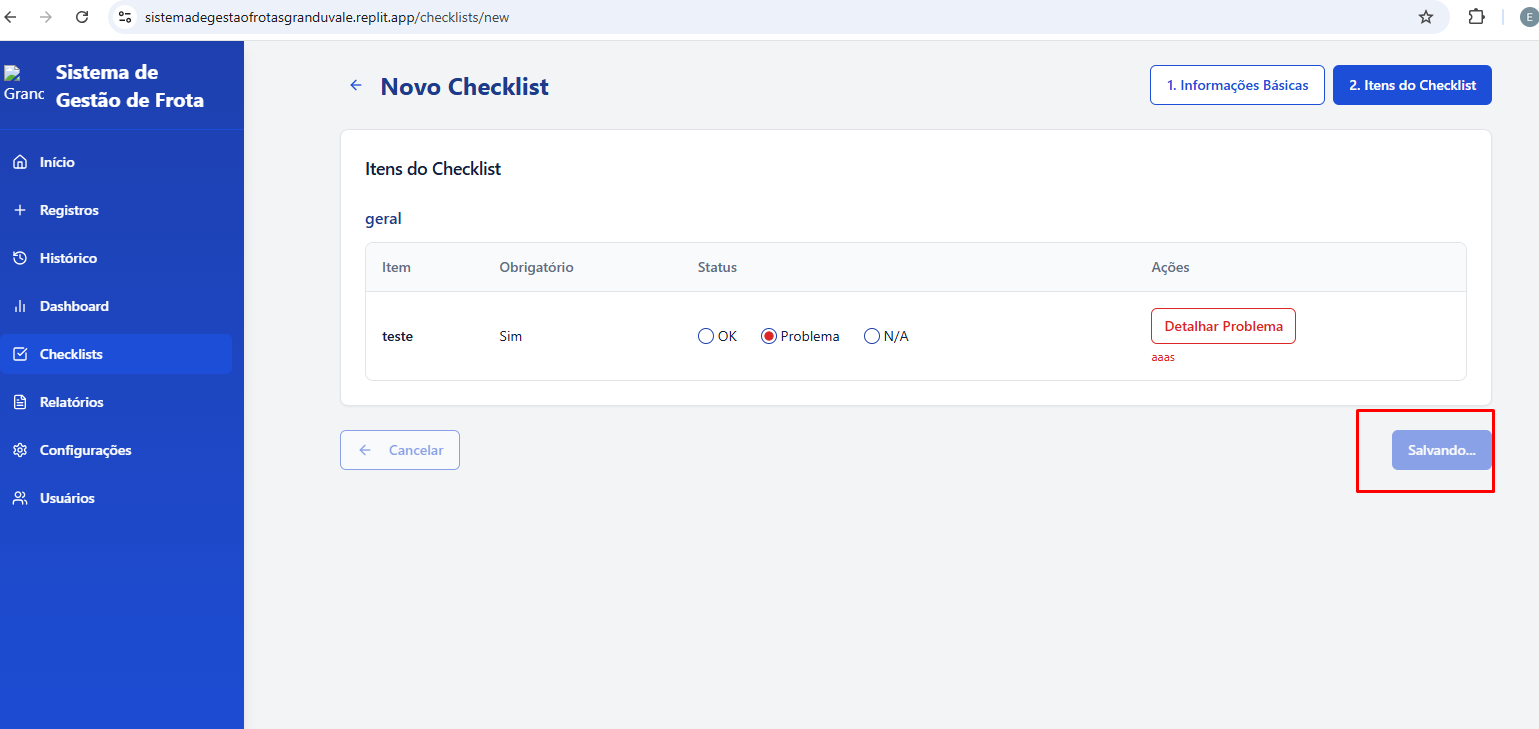 sistemadegestaofrotasgranduvale.replit.app/checklists/new
E
Granc
Sistema de
Gestão de Frota
Início
Registros
Histórico
Dashboard
Checklists
Relatórios
Configurações
Usuários
Novo Checklist
1. Informações Básicas
2. Itens do Checklist
Itens do Checklist
geral
Item Obrigatório Status Ações
teste Sim OK Problema N/A Detalhar Problema
aaas
Cancelar
Salvando...